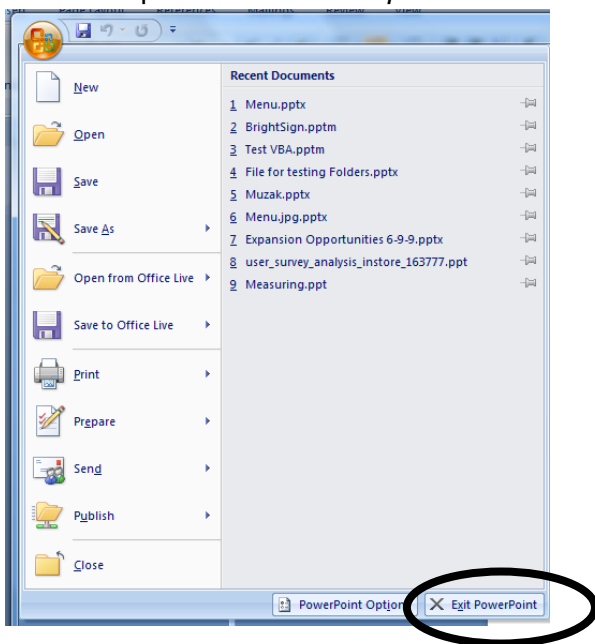 New
Open
Save
Save As
Open from Office Live
Save to Office Live
Print
Prepare
Send
Publish
Close
Recent Documents
1 Menu.pptx
2 BrightSign.pptm
3 Test VBA.pptm
4 File for testing Folders.pptx
5 Muzak.pptx
6 Menu.jpg.pptx
7 Expansion Opportunities 6-9-9.pptx
8 user_survey_analysis_instore_163777.ppt
9 Measuring.ppt
PowerPoint Option
Exit PowerPoint